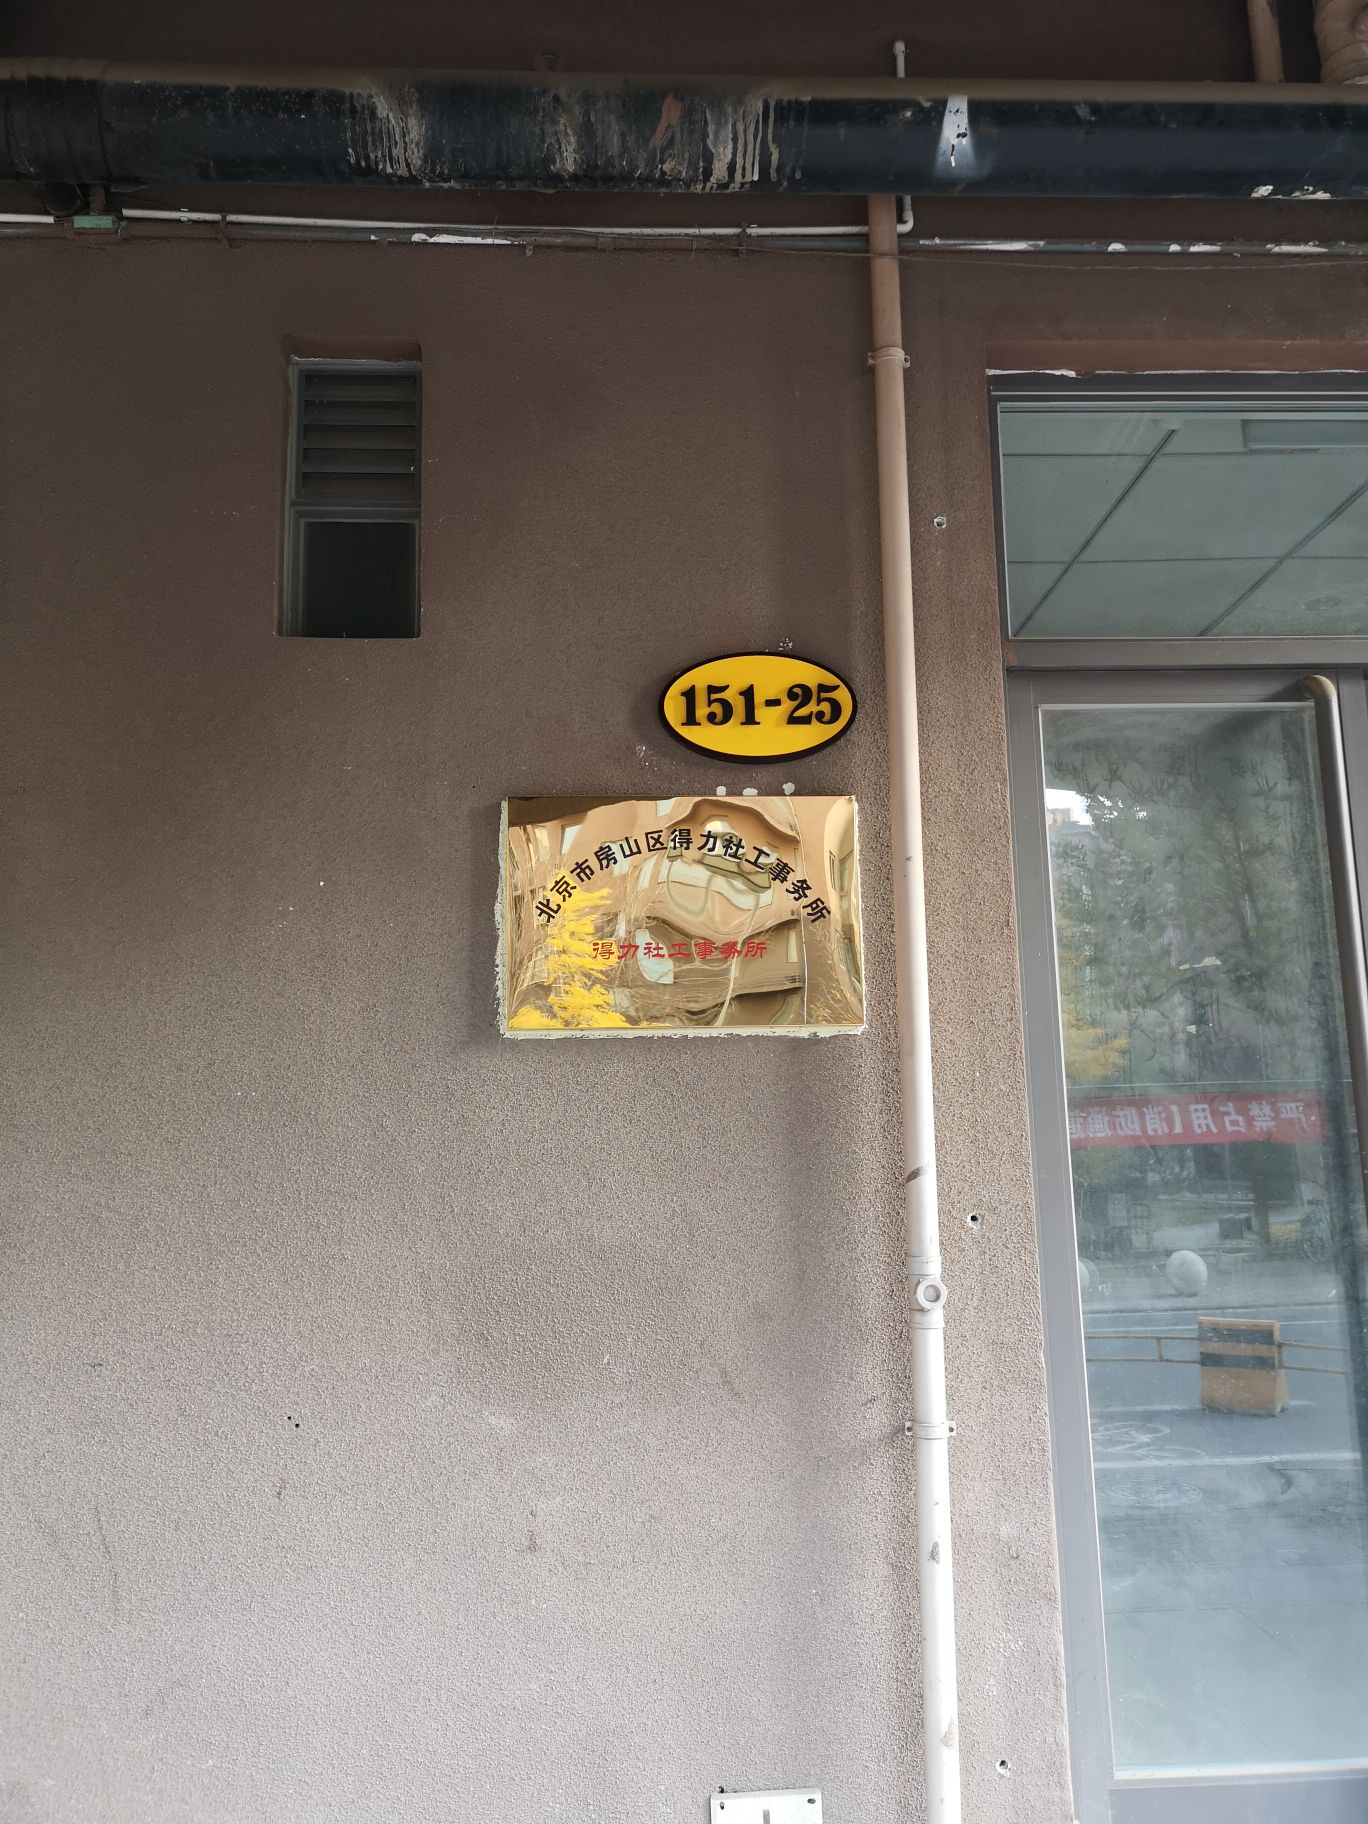 151-25
北京市房山区得力社工事务所
得力社工事务所
严禁占用【消防通道